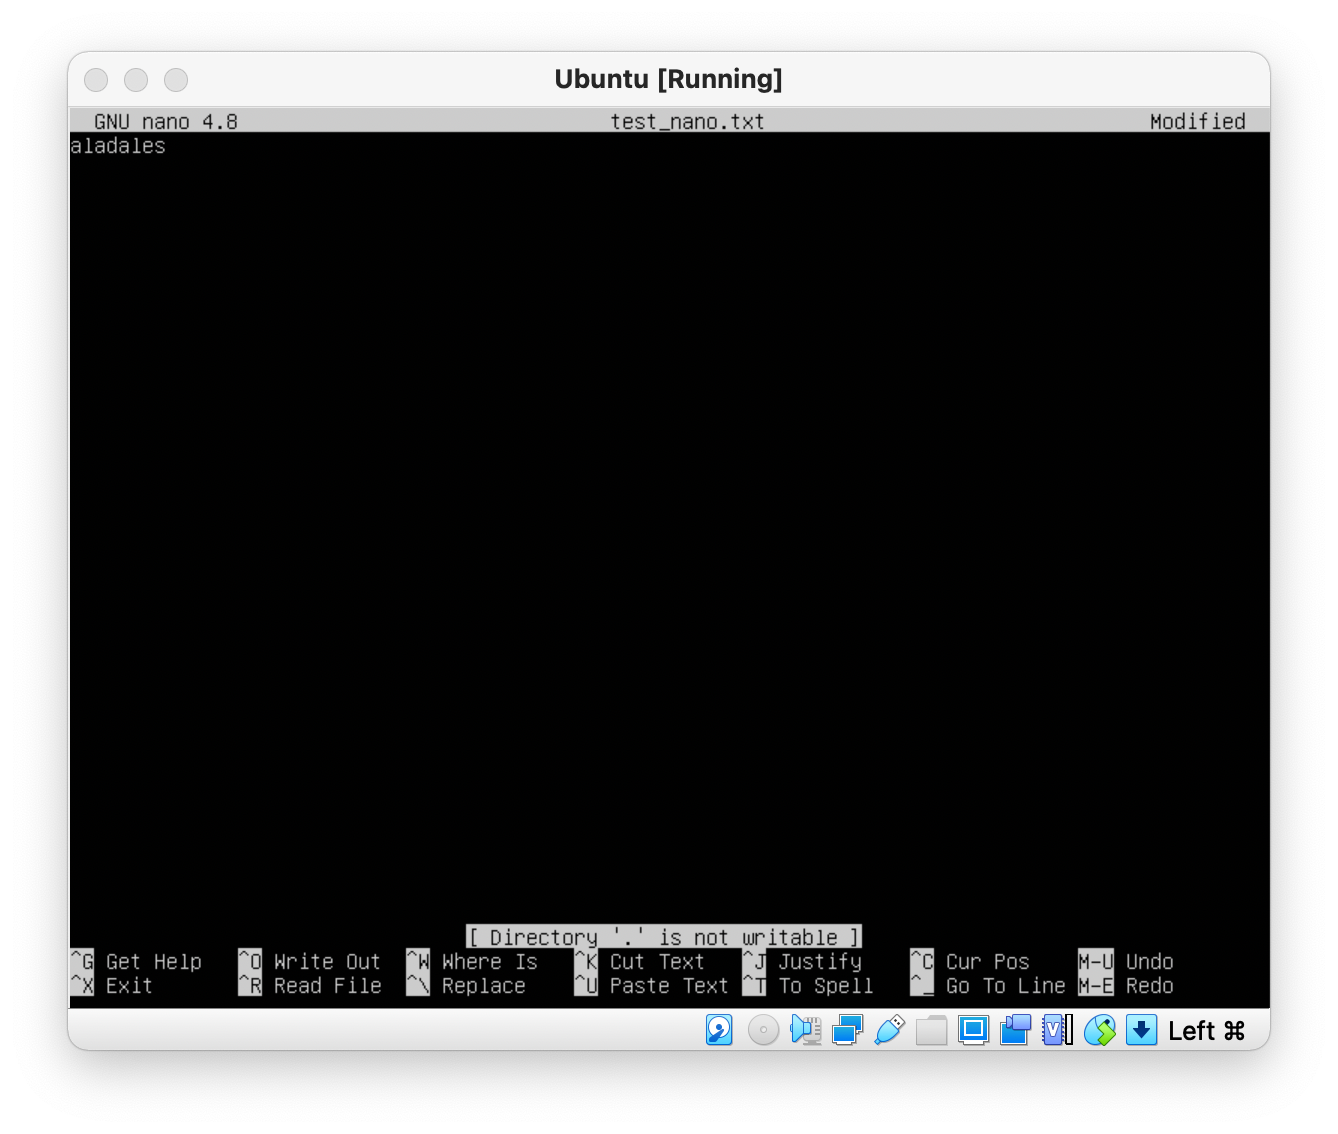 Ubuntu [Running]
GNU nano 4.8 test_nano.txt Modified
aladales
[ Directory '.' is not writable ]
^G Get Help ^O Write Out ^W Where Is ^K Cut Text ^J Justify ^C Cur Pos M-U Undo
^X Exit ^R Read File ^\ Replace ^U Paste Text ^T To Spell ^_ Go To Line M-E Redo
V Left ⌘